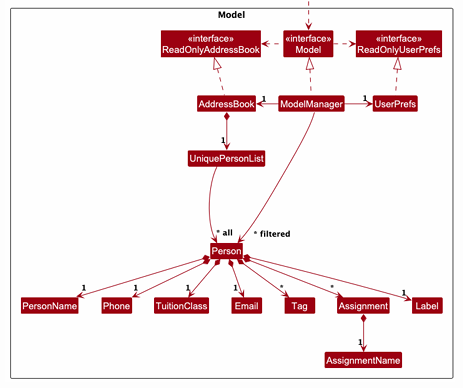 Model
«interface»
ReadOnlyAddressBook
«interface»
Model
«interface»
ReadOnlyUserPrefs
AddressBook
1
ModelManager
1
UserPrefs
1
UniquePersonList
* all
* filtered
Person
1
1
1
1
*
*
1
PersonName
Phone
TuitionClass
Email
Tag
Assignment
Label
1
AssignmentName